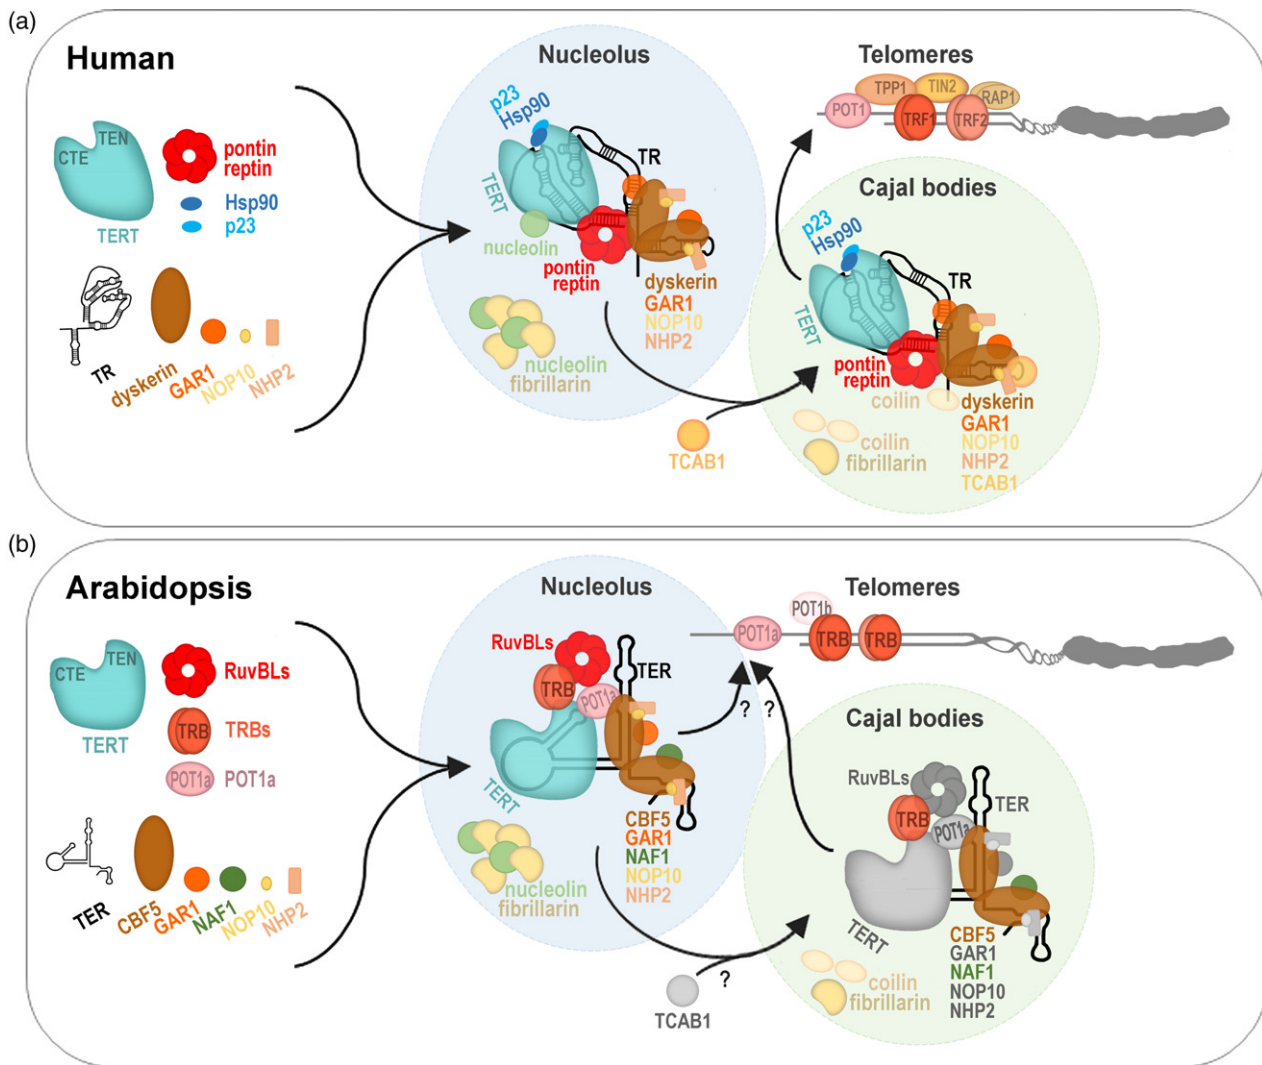 (a)
Human
TEN
CTE
TERT
pontin
reptin
Hsp90
p23
TR
dyskerin
GAR1
NOP10
NHP2
Nucleolus
p23
Hsp90
TR
TERT
nucleolin
pontin
reptin
dyskerin
GAR1
NOP10
NHP2
nucleolin
fibrillarin
TCAB1
Telomeres
POT1
TPP1
TIN2
RAP1
TRF1
TRF2
Cajal bodies
p23
Hsp90
TR
TERT
pontin
reptin
coilin
dyskerin
GAR1
NOP10
NHP2
TCAB1
coilin
fibrillarin
(b)
Arabidopsis
TEN
CTE
TERT
RuvBLs
TRB
TRBs
POT1a
POT1a
TER
CBF5
GAR1
NAF1
NOP10
NHP2
Nucleolus
RuvBLs
TRB
POT1a
TER
TERT
CBF5
GAR1
NAF1
NOP10
NHP2
nucleolin
fibrillarin
?
?
?
TCAB1
Telomeres
POT1a
POT1b
TRB
TRB
Cajal bodies
RuvBLs
TRB
POT1a
TER
TERT
CBF5
GAR1
NAF1
NOP10
NHP2
coilin
fibrillarin